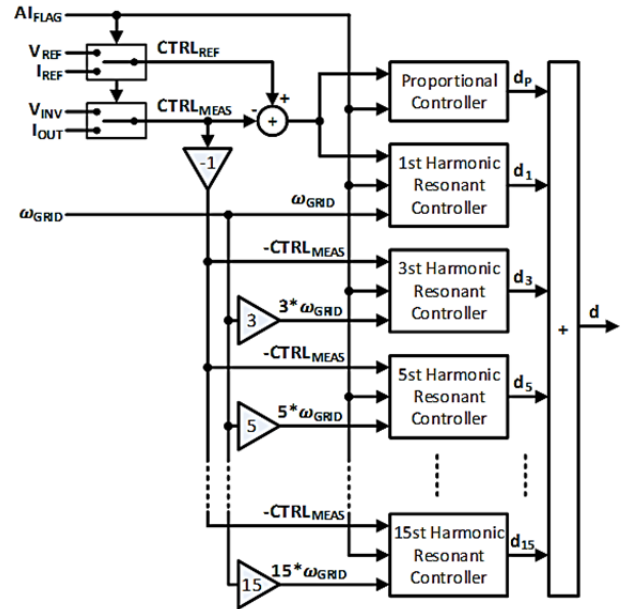 AI_FLAG
V_REF
I_REF
CTRL_REF
V_INV
I_OUT
CTRL_MEAS
+
-
+
-1
Proportional
Controller
d_P
1st Harmonic
Resonant
Controller
d_1
ω_GRID
ω_GRID
-CTRL_MEAS
3st Harmonic
Resonant
Controller
d_3
3
3*ω_GRID
-CTRL_MEAS
5st Harmonic
Resonant
Controller
d_5
5
5*ω_GRID
+
d
-CTRL_MEAS
15st Harmonic
Resonant
Controller
d_15
15
15*ω_GRID